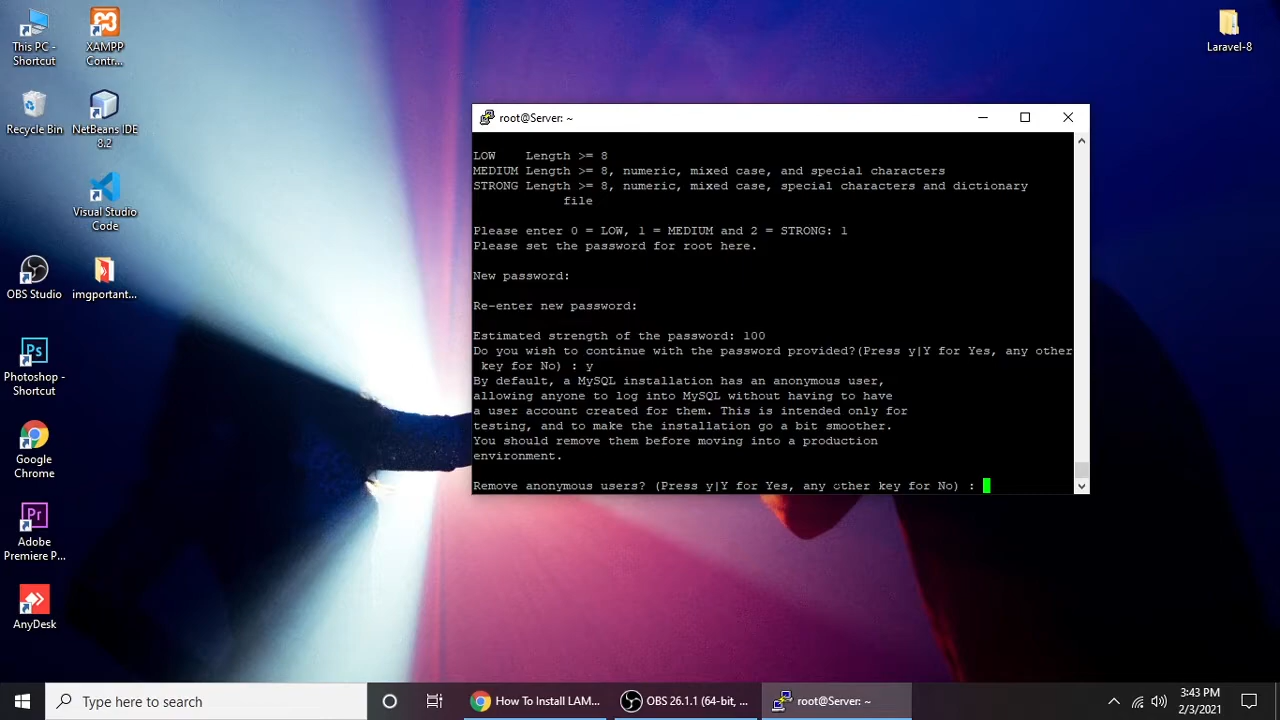 This PC -
Shortcut
XAMPP
Contr...
Recycle Bin
NetBeans IDE
8.2
Visual Studio
Code
OBS Studio
imgportant...
Photoshop -
Shortcut
Google
Chrome
Adobe
Premiere P...
AnyDesk
Laravel-8
root@Server: ~
LOW    Length >= 8
MEDIUM Length >= 8, numeric, mixed case, and special characters
STRONG Length >= 8, numeric, mixed case, special characters and dictionary
file
Please enter 0 = LOW, 1 = MEDIUM and 2 = STRONG: 1
Please set the password for root here.
New password:
Re-enter new password:
Estimated strength of the password: 100
Do you wish to continue with the password provided?(Press y|Y for Yes, any other
key for No) : y
By default, a MySQL installation has an anonymous user,
allowing anyone to log into MySQL without having to have
a user account created for them. This is intended only for
testing, and to make the installation go a bit smoother.
You should remove them before moving into a production
environment.
Remove anonymous users? (Press y|Y for Yes, any other key for No) :
Type here to search
How To Install LAM...
OBS 26.1.1 (64-bit, ...
root@Server: ~
3:43 PM
2/3/2021
Ps
Pr